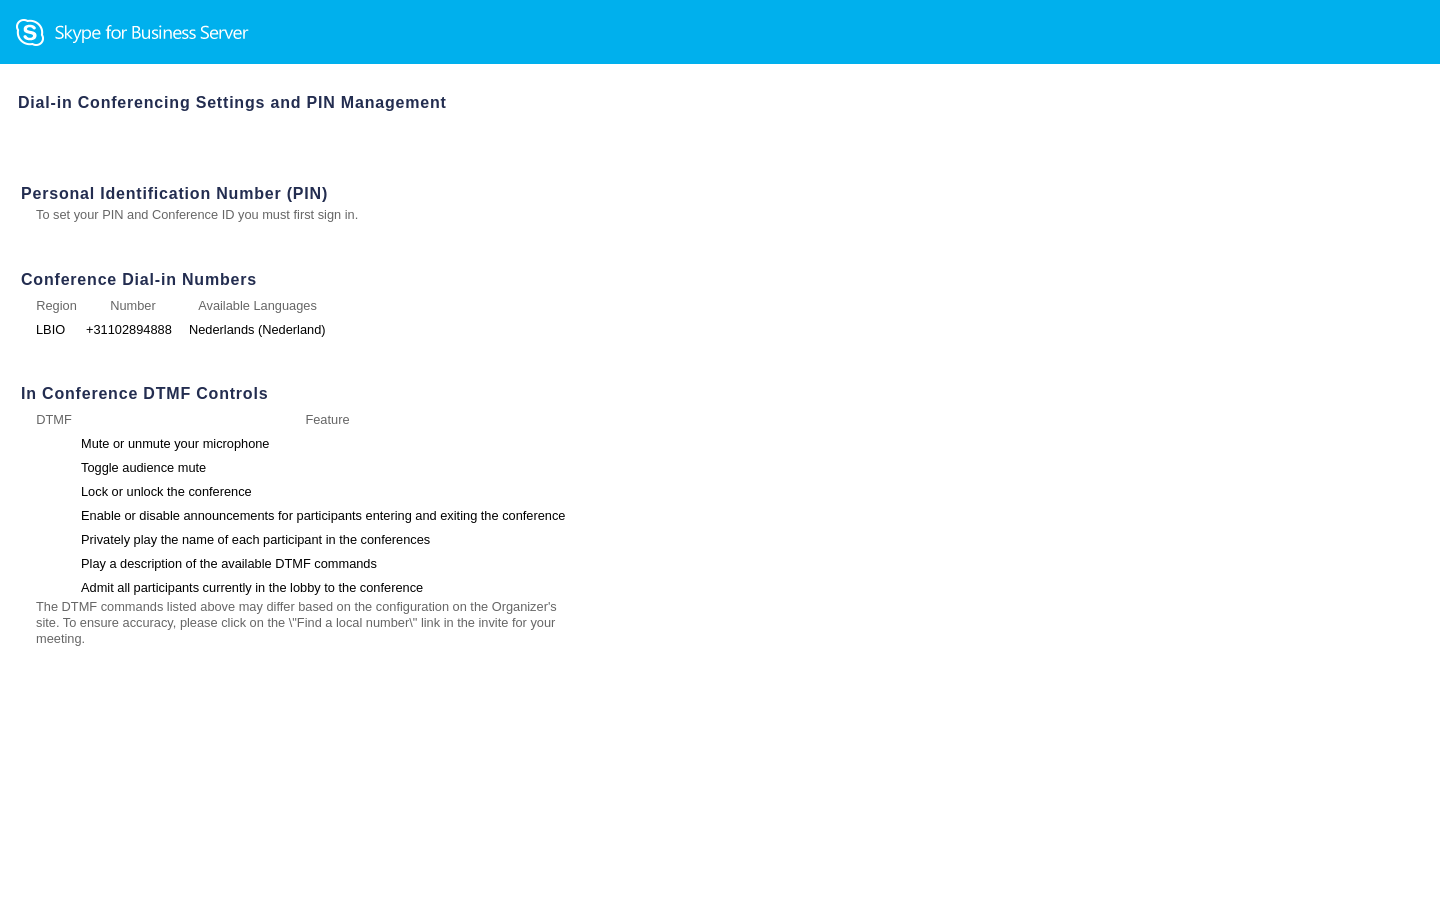 Skype for Business Server
Dial-in Conferencing Settings and PIN Management
Personal Identification Number (PIN)
To set your PIN and Conference ID you must first sign in.
Conference Dial-in Numbers
Region Number Available Languages
LBIO +31102894888 Nederlands (Nederland)
In Conference DTMF Controls
DTMF Feature
Mute or unmute your microphone
Toggle audience mute
Lock or unlock the conference
Enable or disable announcements for participants entering and exiting the conference
Privately play the name of each participant in the conferences
Play a description of the available DTMF commands
Admit all participants currently in the lobby to the conference
The DTMF commands listed above may differ based on the configuration on the Organizer's
site. To ensure accuracy, please click on the \"Find a local number\" link in the invite for your
meeting.